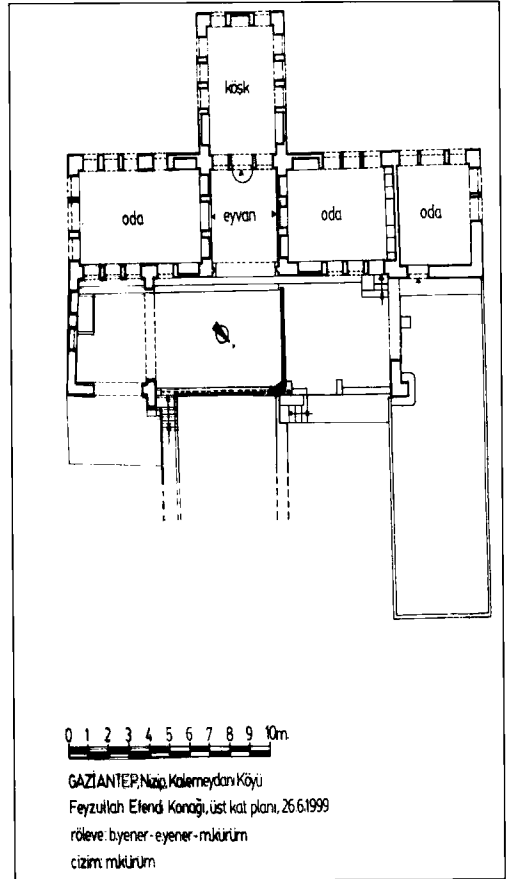 köşk
oda
eyvan
oda
oda
0 1 2 3 4 5 6 7 8 9 10m.
GAZİANTEP, Nizip, Kalemeydanı Köyü
Feyzullah Efendi Konağı, üst kat planı, 26.6.1999
röleve: b.yener - e.yener - m.kürüm
cizim: m.kürüm